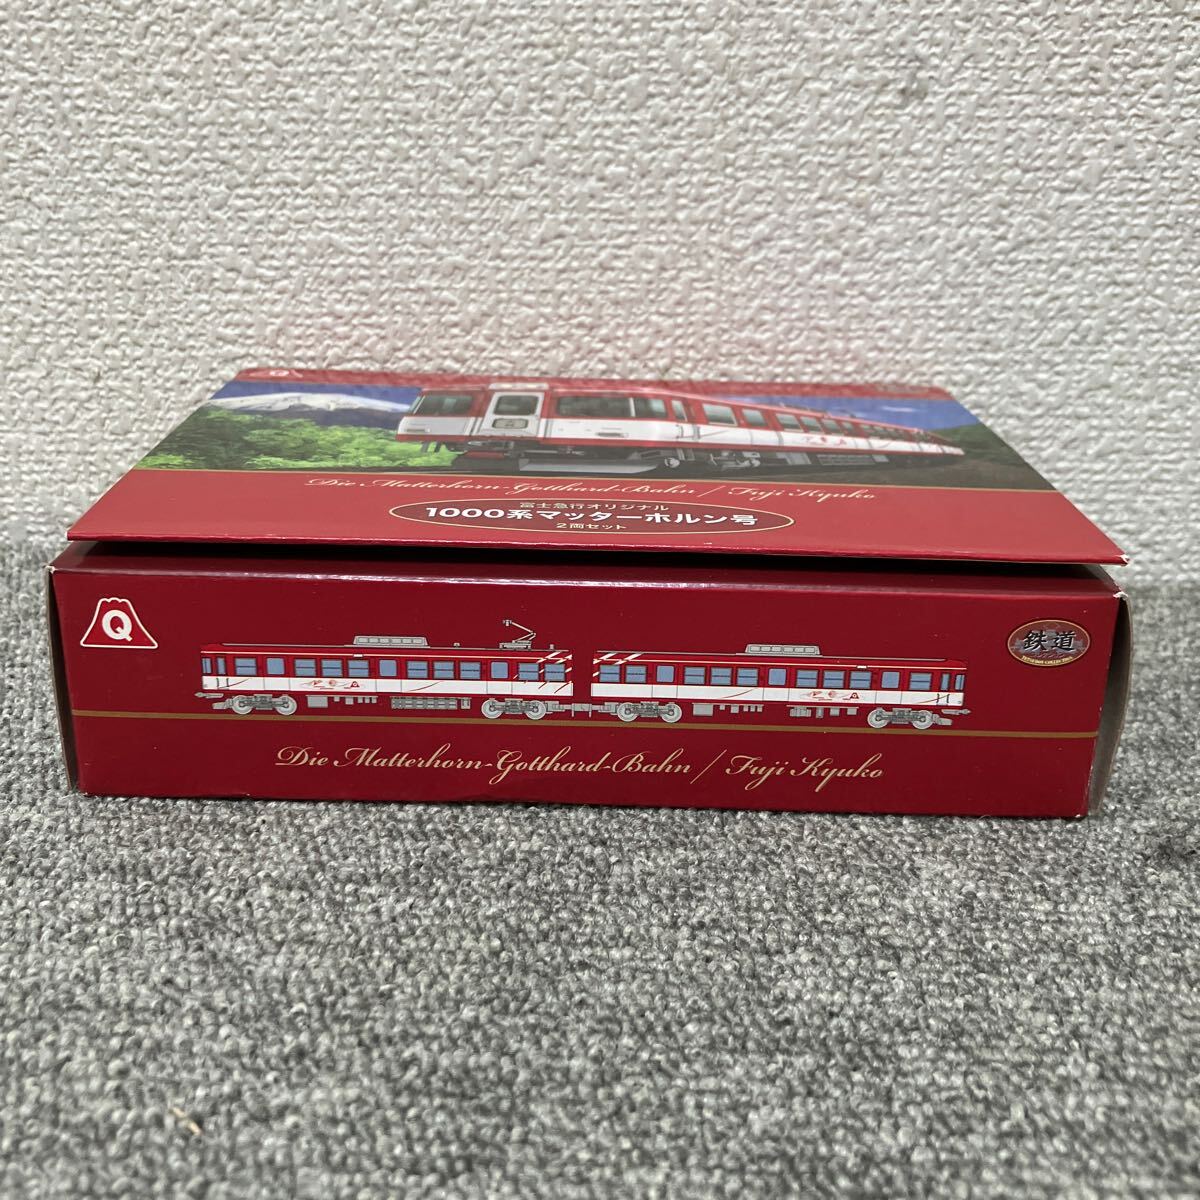 Q
Die Matterhorn-Gotthard-Bahn / Fuji Kyuko
富士急行オリジナル
1000系マッターホルン号
2両セット
Q
鉄道
Die Matterhorn-Gotthard-Bahn / Fuji Kyuko